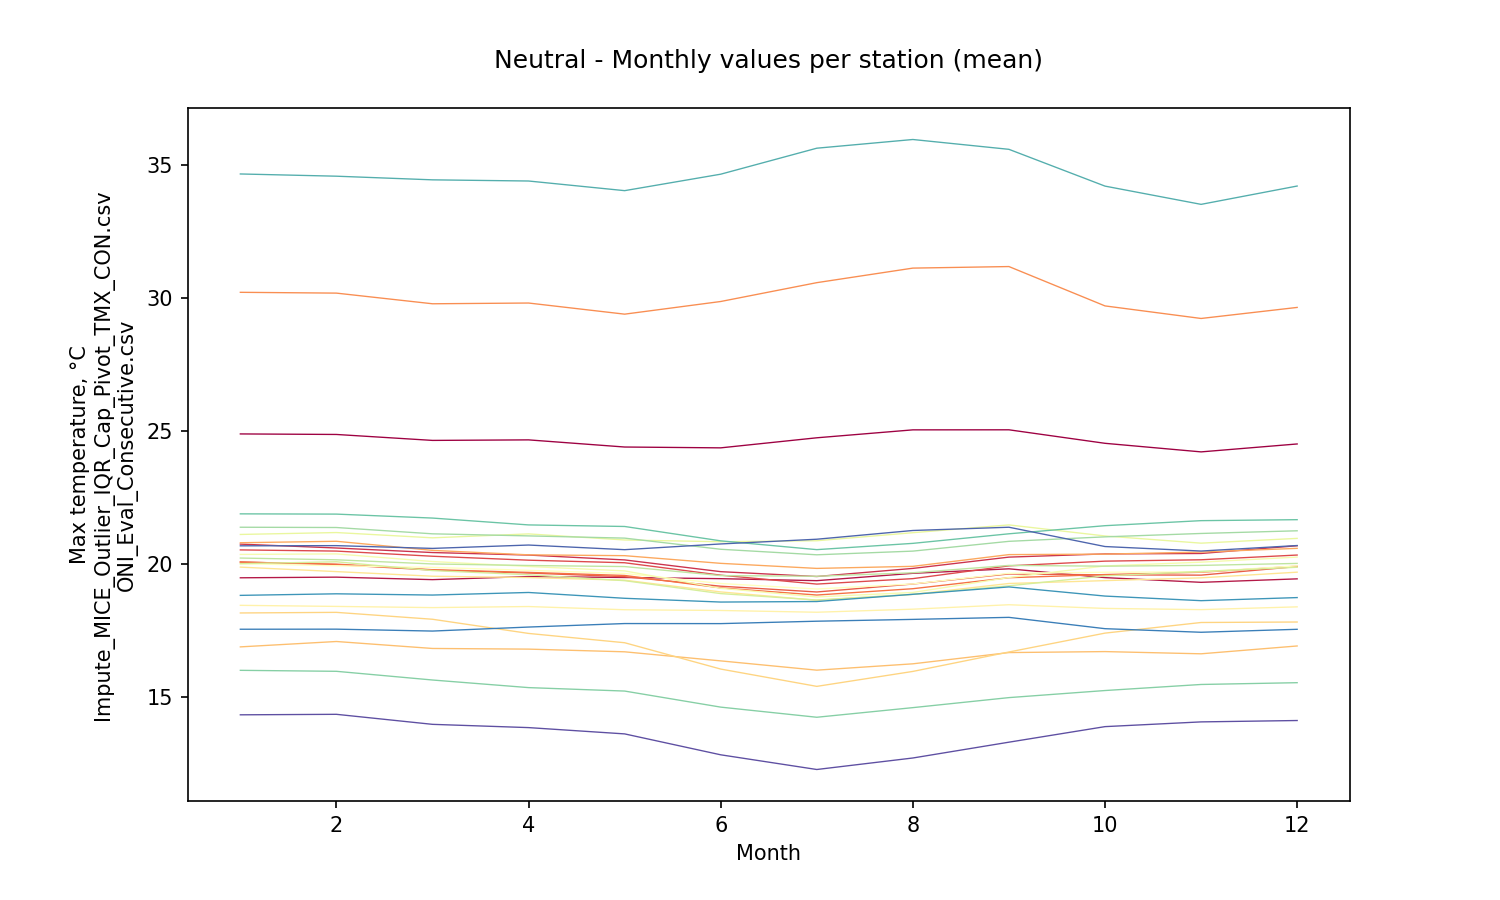 Neutral - Monthly values per station (mean)
Max temperature, °C
Impute_MICE_Outlier_IQR_Cap_Pivot_TMX_CON.csv
ONI_Eval_Consecutive.csv
35
30
25
20
15
2 4 6 8 10 12
Month